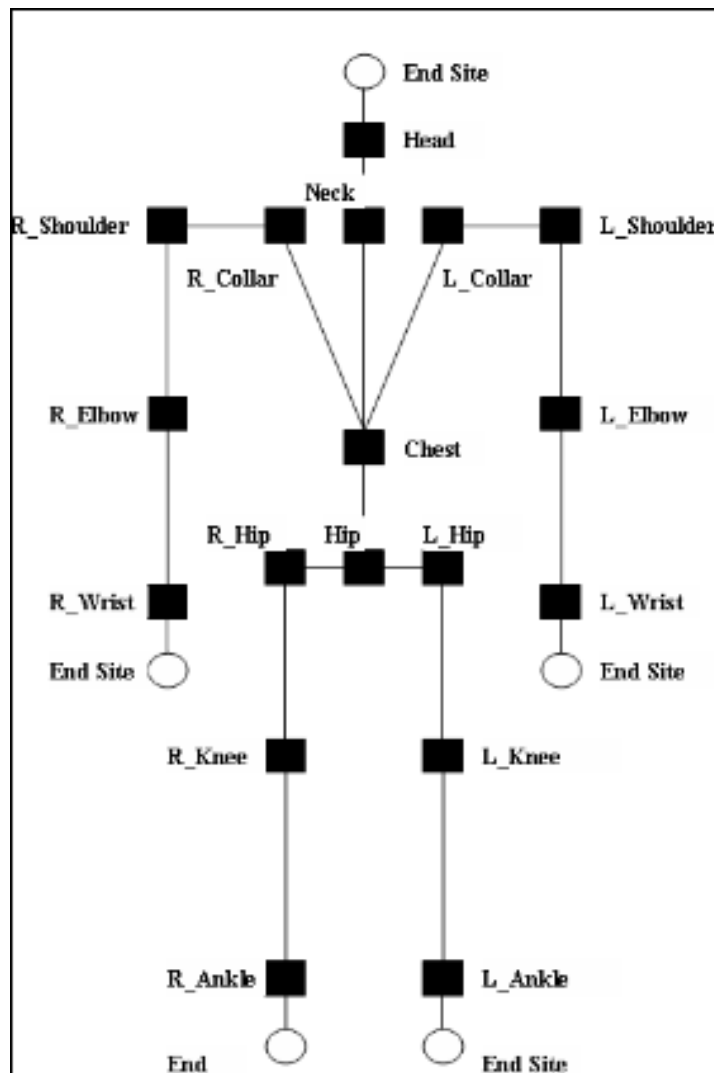 End Site
Head
Neck
R_Shoulder
L_Shoulder
R_Collar
L_Collar
R_Elbow
L_Elbow
Chest
R_Hip
Hip
L_Hip
R_Wrist
L_Wrist
End Site
End Site
R_Knee
L_Knee
R_Ankle
L_Ankle
End
End Site